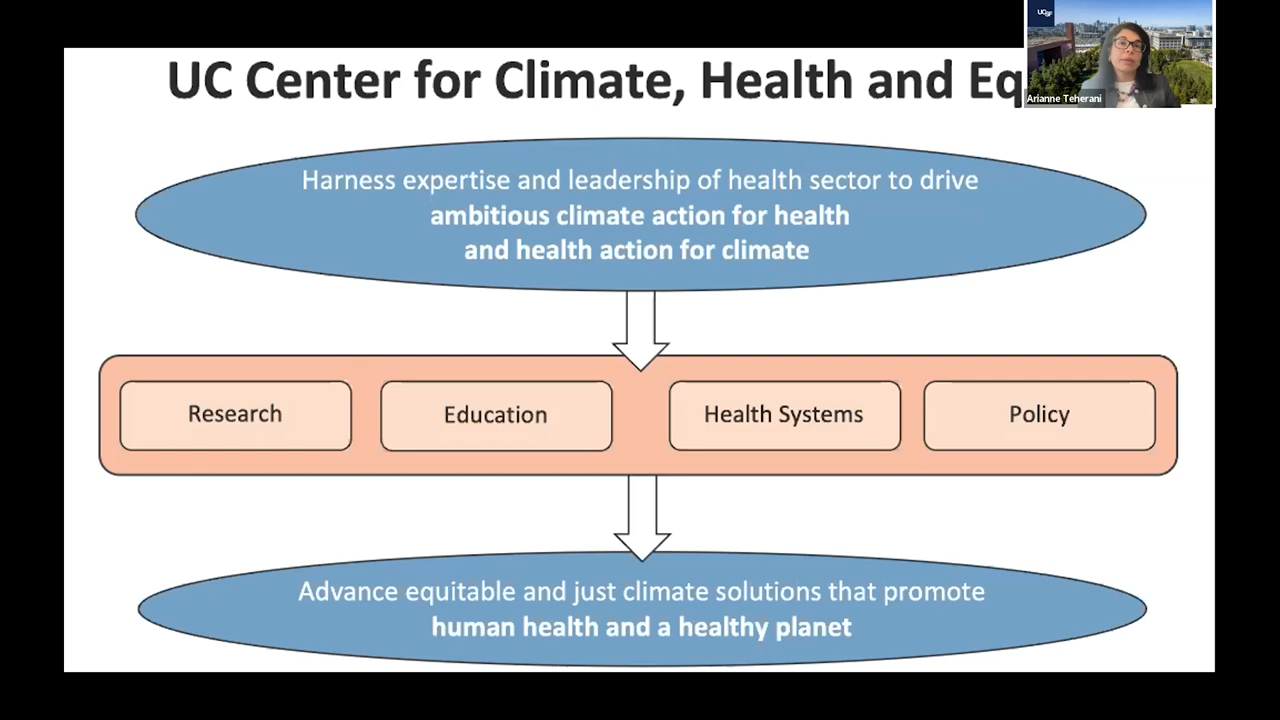 UC Center for Climate, Health and Eq
UCSF
Arianne Teherani
Harness expertise and leadership of health sector to drive
ambitious climate action for health
and health action for climate
Research
Education
Health Systems
Policy
Advance equitable and just climate solutions that promote
human health and a healthy planet